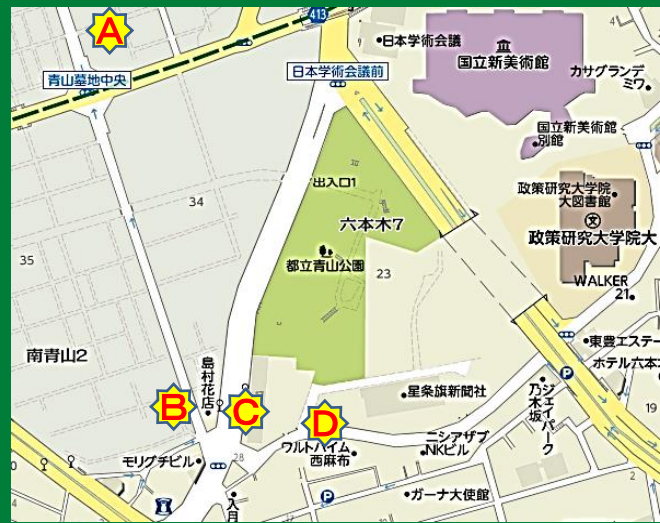 A
413
日本学術会議
国立新美術館
カサグランデ
ミワ
青山墓地中央
日本学術会議前
国立新美術館
別館
出入口1
政策研究大学院
大図書館
文
34
六本木7
政策研究大学院大
35
都立青山公園
23
WALKER
21
南青山2
東豊エステー
P
ホテル六本木
島村花店
B
C
D
星条旗新聞社
ジェイパーク
乃木坂
ニシアザブ
NKビル
モリグチビル
28
ワルトハイム
西麻布
入月
P
ガーナ大使館
2
1